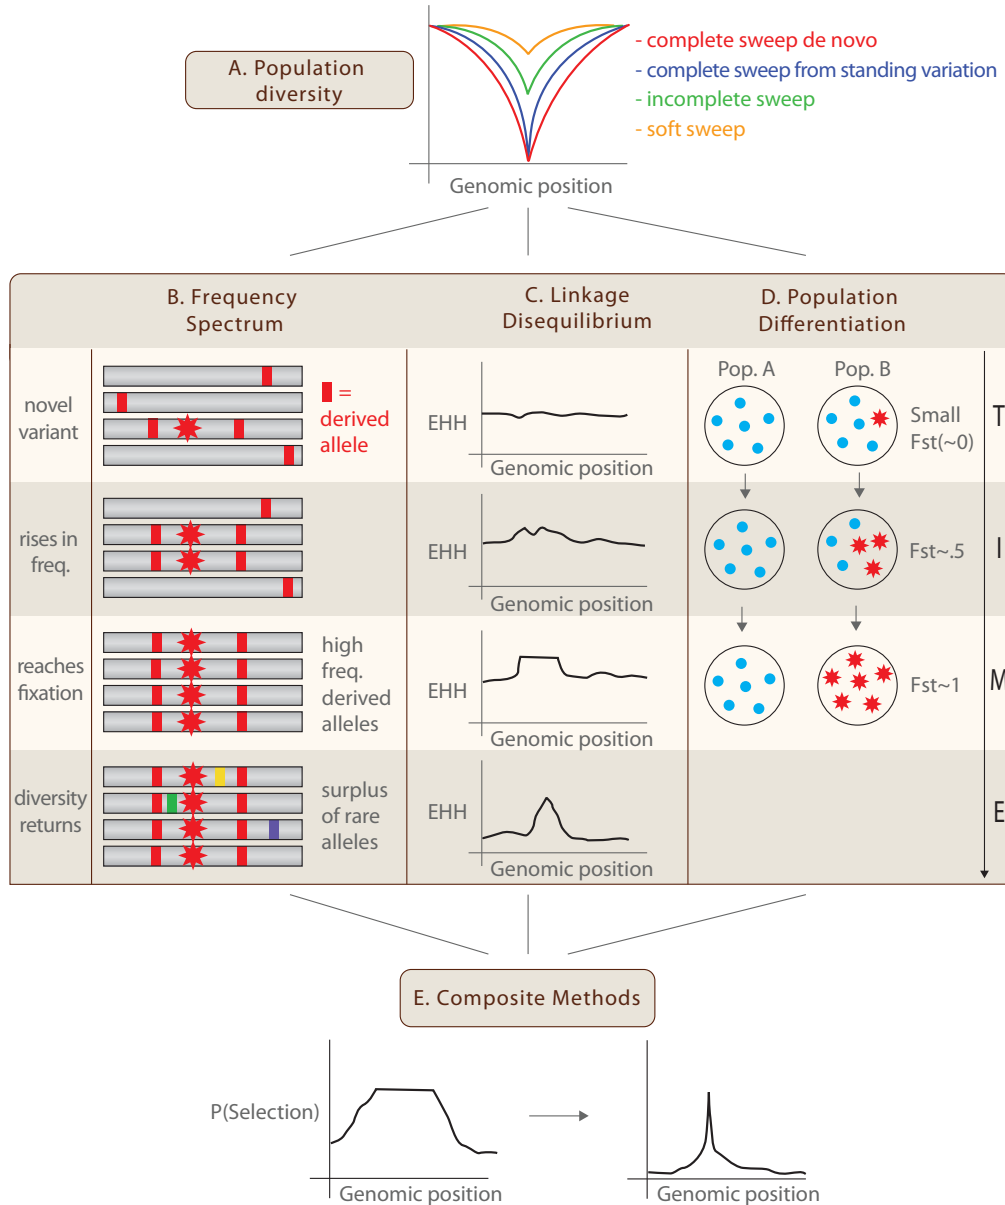 A. Population
diversity
- complete sweep de novo
- complete sweep from standing variation
- incomplete sweep
- soft sweep
Genomic position
B. Frequency
Spectrum
C. Linkage
Disequilibrium
D. Population
Differentiation
novel
variant
=
derived
allele
EHH
Genomic position
Pop. A
Pop. B
Small
Fst(~0)
T
rises in
freq.
EHH
Genomic position
Fst~.5
I
reaches
fixation
high
freq.
derived
alleles
EHH
Genomic position
Fst~1
M
diversity
returns
surplus
of rare
alleles
EHH
Genomic position
E
E. Composite Methods
P(Selection)
Genomic position
Genomic position